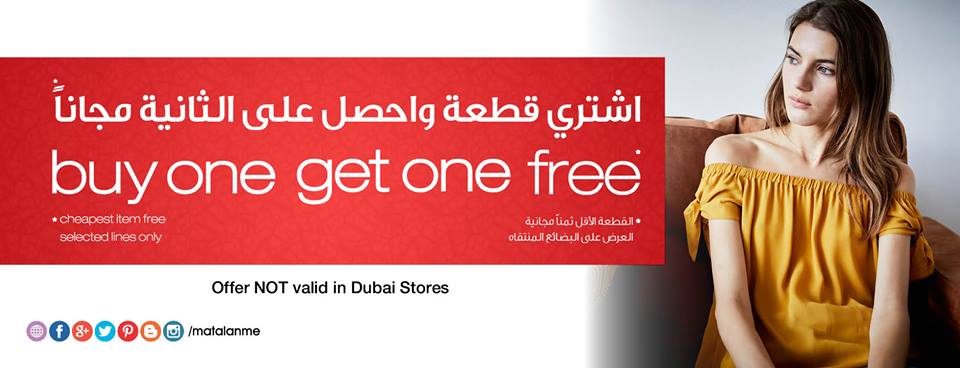 اشتري قطعة واحصل على الثانية مجاناً*
buy one get one free*
* cheapest item free
selected lines only
* القطعة الأقل ثمناً مجانية
العرض على البضائع المنتقاه
Offer NOT valid in Dubai Stores
/matalanme